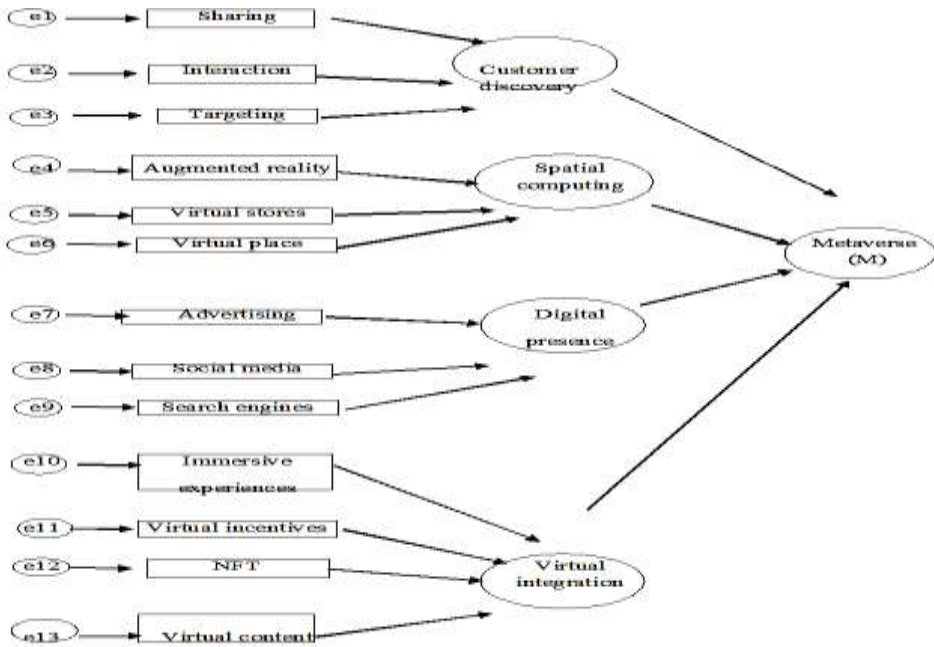 e1
Sharing
e2
Interaction
e3
Targeting
Customer
discovery
e4
Augmented reality
e5
Virtual stores
e6
Virtual place
Spatial
computing
Metaverse
(M)
e7
Advertising
e8
Social media
e9
Search engines
Digital
presence
e10
Immersive
experiences
e11
Virtual incentives
e12
NFT
e13
Virtual content
Virtual
integration